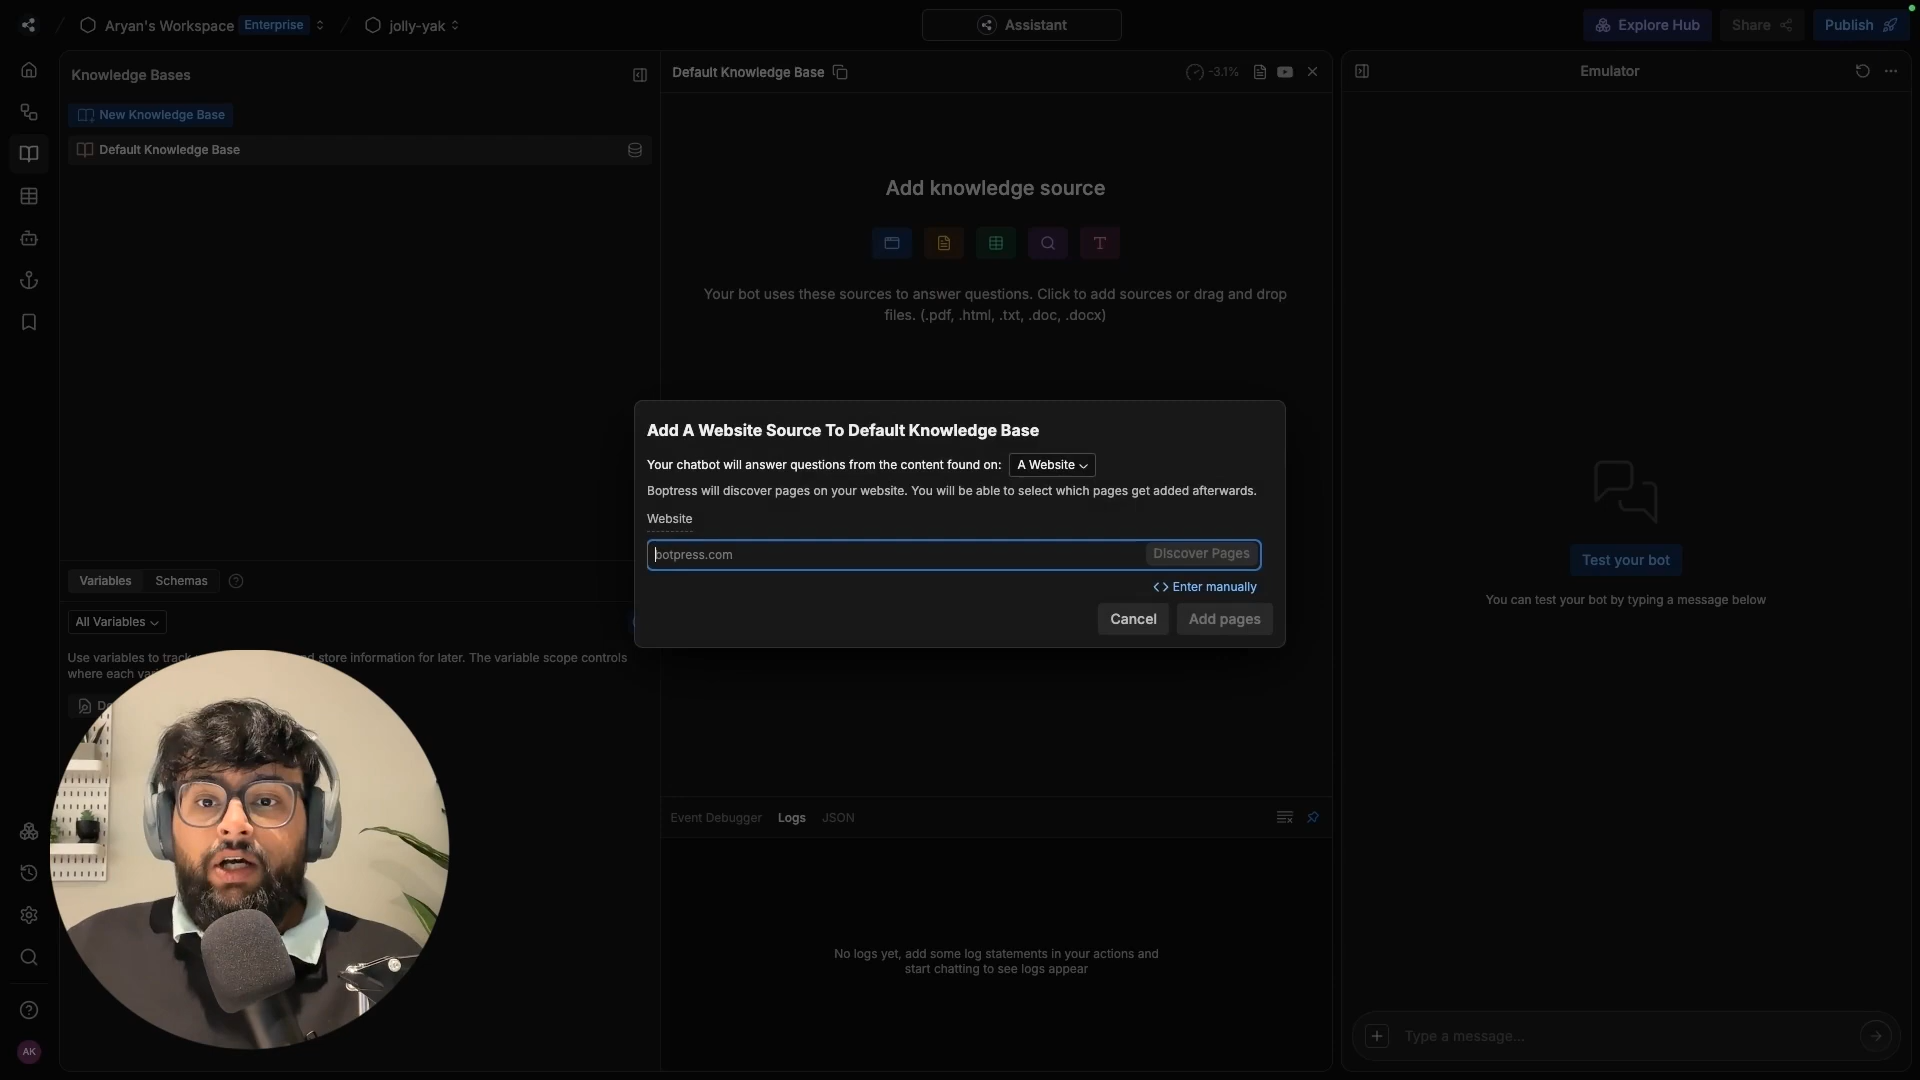 Aryan's Workspace Enterprise
jolly-yak
Assistant
Explore Hub
Share
Publish
Knowledge Bases
New Knowledge Base
Default Knowledge Base
Default Knowledge Base
-3.1%
Emulator
Add knowledge source
T
Your bot uses these sources to answer questions. Click to add sources or drag and drop
files. (.pdf, .html, .txt, .doc, .docx)
Add A Website Source To Default Knowledge Base
Your chatbot will answer questions from the content found on: A Website
Boptress will discover pages on your website. You will be able to select which pages get added afterwards.
Website
botpress.com
Discover Pages
Enter manually
Cancel
Add pages
Variables
Schemas
All Variables
Use variables to track d store information for later. The variable scope controls
where each
Event Debugger
Logs
JSON
No logs yet, add some log statements in your actions and
start chatting to see logs appear
Test your bot
You can test your bot by typing a message below
Type a message...
AK